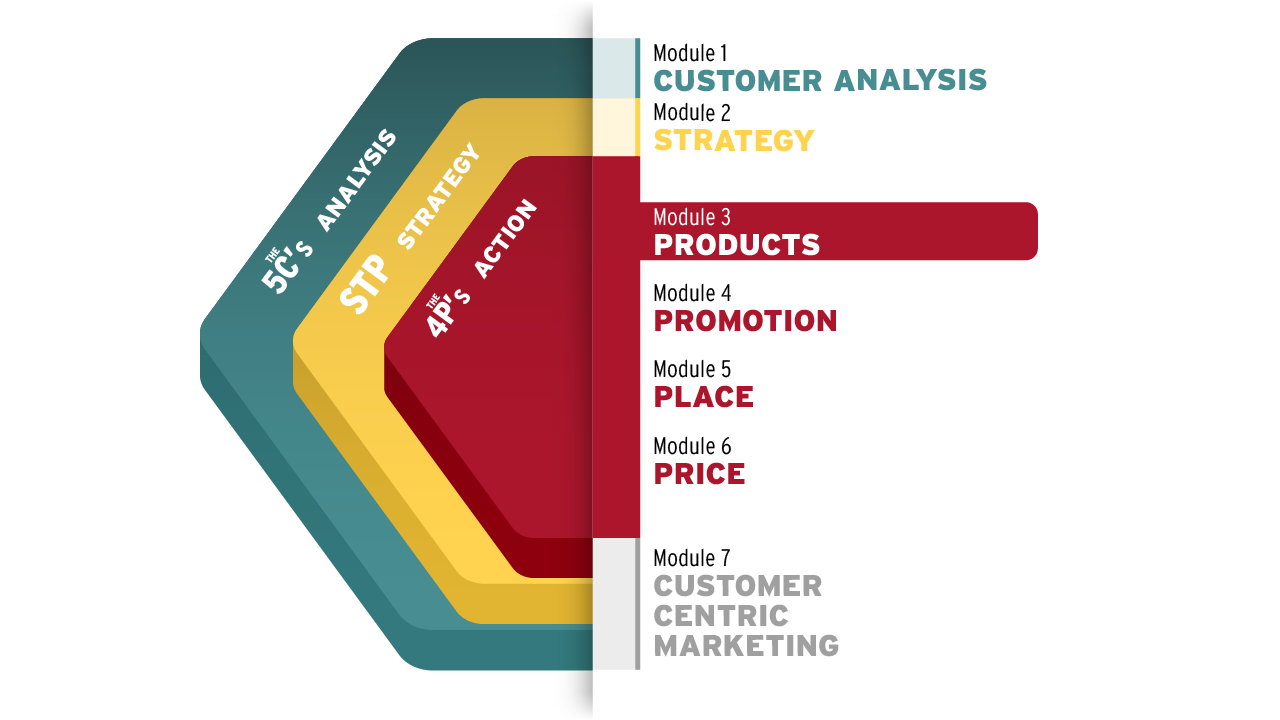 THE
5C's ANALYSIS
STP STRATEGY
THE
4P's ACTION
Module 1
CUSTOMER ANALYSIS
Module 2
STRATEGY
Module 3
PRODUCTS
Module 4
PROMOTION
Module 5
PLACE
Module 6
PRICE
Module 7
CUSTOMER
CENTRIC
MARKETING